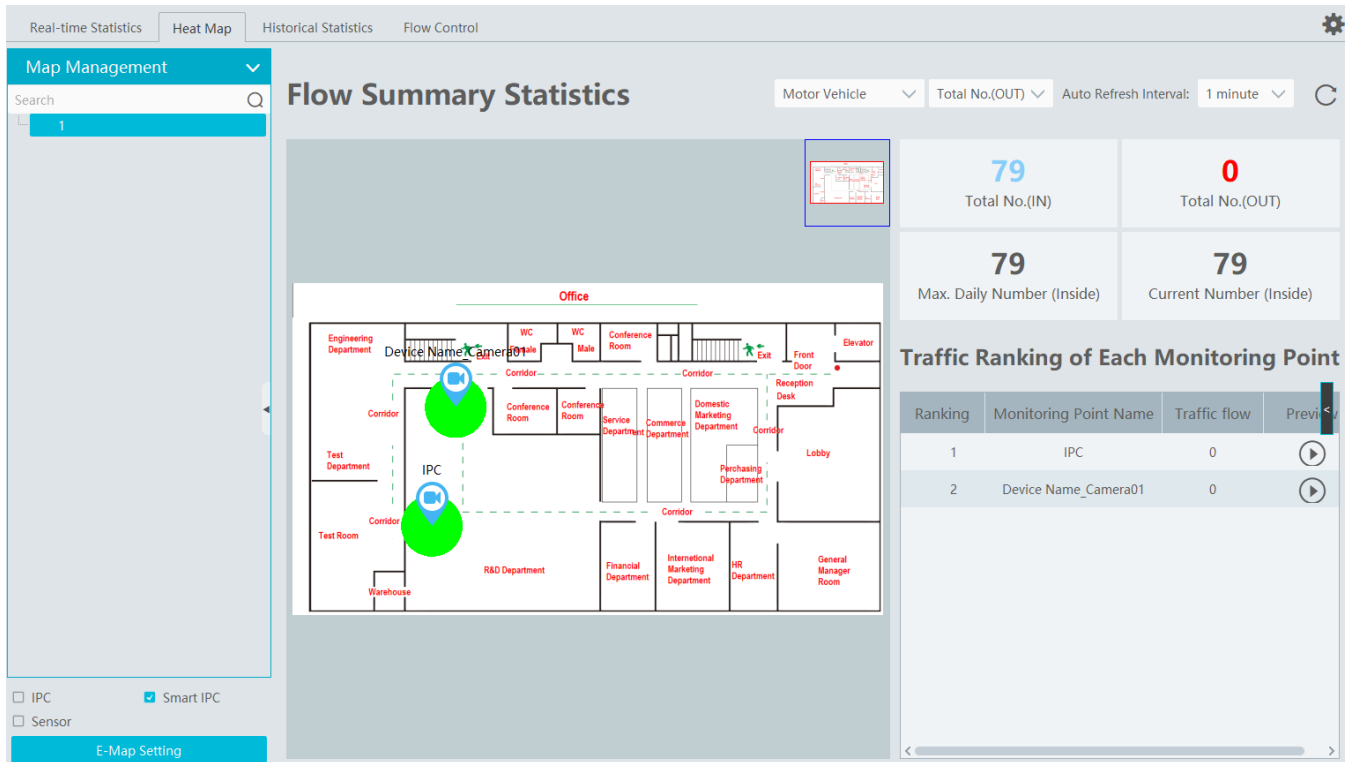 Real-time Statistics Heat Map Historical Statistics Flow Control
Map Management
Search
1
IPC Smart IPC
Sensor
E-Map Setting
Flow Summary Statistics
Motor Vehicle Total No.(OUT) Auto Refresh Interval: 1 minute
Office
Engineering
Department
Device Name_Camera01
Exit
WC
Female
WC
Male
Conference
Room
Exit
Front
Door
Elevator
Corridor
Corridor
Reception
Desk
Corridor
Conference
Room
Conference
Room
Service
Department
Commerce
Department
Domestic
Marketing
Department
Corridor
Lobby
Test
Department
IPC
Perchasing
Department
Corridor
Corridor
Test Room
R&D Department
Financial
Department
Internetional
Marketing
Department
HR
Department
General
Manager
Room
Warehouse
79
Total No.(IN)
0
Total No.(OUT)
79
Max. Daily Number (Inside)
79
Current Number (Inside)
Traffic Ranking of Each Monitoring Point
Ranking Monitoring Point Name Traffic flow Preview
1 IPC 0
2 Device Name_Camera01 0